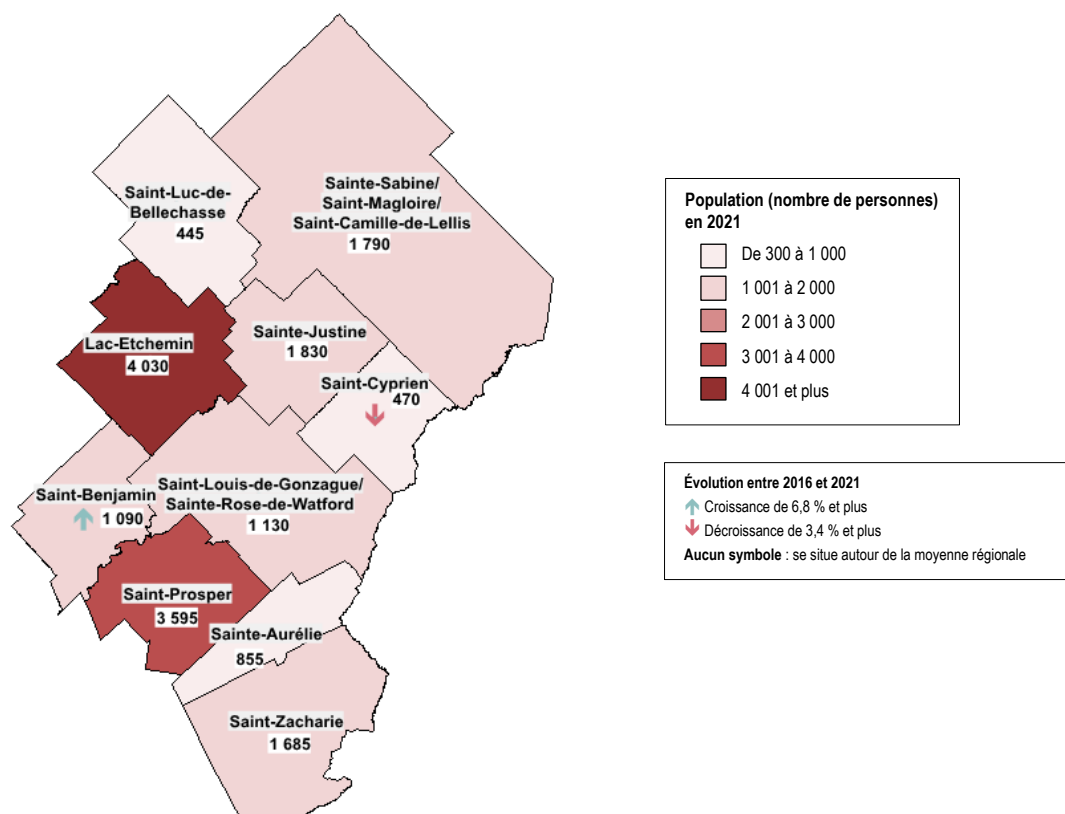 Saint-Luc-de-
Bellechasse
445
Sainte-Sabine/
Saint-Magloire/
Saint-Camille-de-Lellis
1 790
Lac-Etchemin
4 030
Sainte-Justine
1 830
Saint-Cyprien
470
Saint-Benjamin
1 090
Saint-Louis-de-Gonzague/
Sainte-Rose-de-Watford
1 130
Saint-Prosper
3 595
Sainte-Aurélie
855
Saint-Zacharie
1 685
Population (nombre de personnes)
en 2021
De 300 à 1 000
1 001 à 2 000
2 001 à 3 000
3 001 à 4 000
4 001 et plus
Évolution entre 2016 et 2021
Croissance de 6,8 % et plus
Décroissance de 3,4 % et plus
Aucun symbole : se situe autour de la moyenne régionale